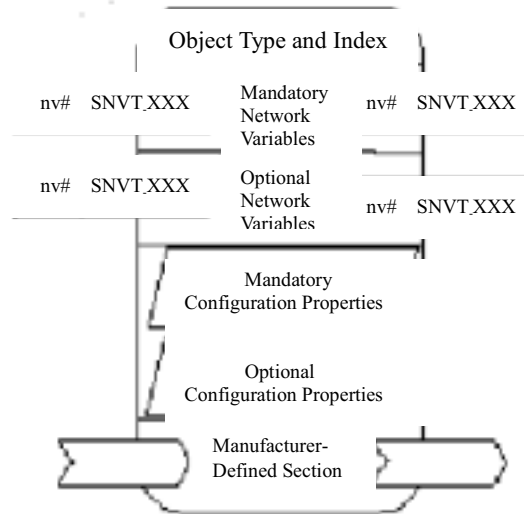 Object Type and Index
nv# SNVT_XXX
Mandatory
Network
Variables
nv# SNVT_XXX
nv# SNVT_XXX
Optional
Network
Variables
nv# SNVT_XXX
Mandatory
Configuration Properties
Optional
Configuration Properties
Manufacturer-
Defined Section